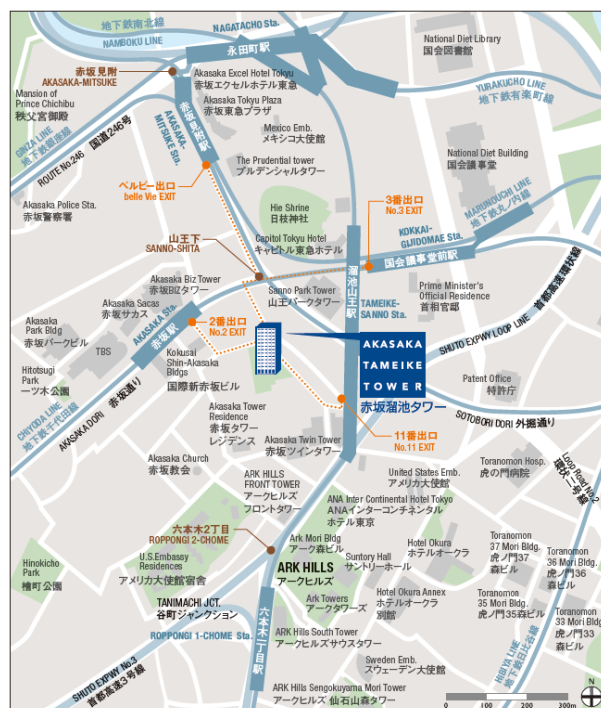 地下鉄南北線
NAMBOKU LINE
NAGATACHO Sta.
永田町駅
National Diet Library
国会図書館
赤坂見附
AKASAKA-MITSUKE
Akasaka Excel Hotel Tokyu
赤坂エクセルホテル東急
Akasaka Tokyu Plaza
赤坂東急プラザ
YURAKUCHO LINE
地下鉄有楽町線
Mansion of
Prince Chichibu
秩父宮御殿
GINZA LINE
地下鉄銀座線
ROUTE No.246 国道246号
赤坂見附駅
AKASAKA-
MITSUKE Sta.
Mexico Emb.
メキシコ大使館
The Prudential tower
プルデンシャルタワー
National Diet Building
国会議事堂
ベルビー出口
belle Vie EXIT
Akasaka Police Sta.
赤坂警察署
Hie Shrine
日枝神社
3番出口
No.3 EXIT
MARUNOUCHI LINE
地下鉄丸ノ内線
KOKKAI-
GIJIDOMAE Sta.
国会議事堂前駅
山王下
SANNO-SHITA
Capitol Tokyu Hotel
キャピトル東急ホテル
溜池山王駅
TAMEIKE-
SANNO Sta.
Akasaka Biz Tower
赤坂BIZタワー
Sanno Park Tower
山王パークタワー
Prime Minister's
Official Residence
首相官邸
SHUTO EXPWY LOOP LINE 首都高速環状線
Akasaka Sacas
赤坂サカス
AKASAKA Sta.
赤坂駅
Akasaka
Park Bldg
赤坂パークビル
TBS
2番出口
No.2 EXIT
Kokusai
Shin-Akasaka
Bldgs
国際新赤坂ビル
AKASAKA
TAMEIKE
TOWER
赤坂溜池タワー
Hitotsugi
Park
一ツ木公園
Patent Office
特許庁
CHIYODA LINE
地下鉄千代田線
AKASAKA DORI 赤坂通り
SOTOBORI DORI 外掘通り
Akasaka Tower
Residence
赤坂タワー
レジデンス
11番出口
No.11 EXIT
Akasaka Twin Tower
赤坂ツインタワー
Akasaka Church
赤坂教会
ARK HILLS
FRONT TOWER
アークヒルズ
フロントタワー
United States Emb.
アメリカ大使館
Toranomon Hosp.
虎の門病院
Loop Road No.2
環状二号線
ANA Inter Continental Hotel Tokyo
ANAインターコンチネンタル
ホテル東京
六本木2丁目
ROPPONGI 2-CHOME
Ark Mori Bldg
アーク森ビル
Suntory Hall
サントリーホール
Hotel Okura
ホテルオークラ
Toranomon
37 Mori Bldg.
虎ノ門37
森ビル
Toranomon
36 Mori Bldg.
虎ノ門36
森ビル
U.S.Embassy
Residences
アメリカ大使館宿舎
ARK HILLS
アークヒルズ
Hinokicho
Park
檜町公園
Ark Towers
アークタワーズ
Hotel Okura Annex
ホテルオークラ
別館
Toranomon
35 Mori Bldg.
虎ノ門35森ビル
Toranomon
33 Mori Bldg.
虎ノ門33
森ビル
TANIMACHI JCT.
谷町ジャンクション
ROPPONGI 1-CHOME Sta.
六本木一丁目駅
ARK Hills South Tower
アークヒルズサウスタワー
Sweden Emb.
スウェーデン大使館
HIBIYA LINE
地下鉄日比谷線
SHUTO EXPWY No.3
首都高速3号線
ARK Hills Sengokuyama Mori Tower
アークヒルズ 仙石山森タワー
N
0 100 200 300m